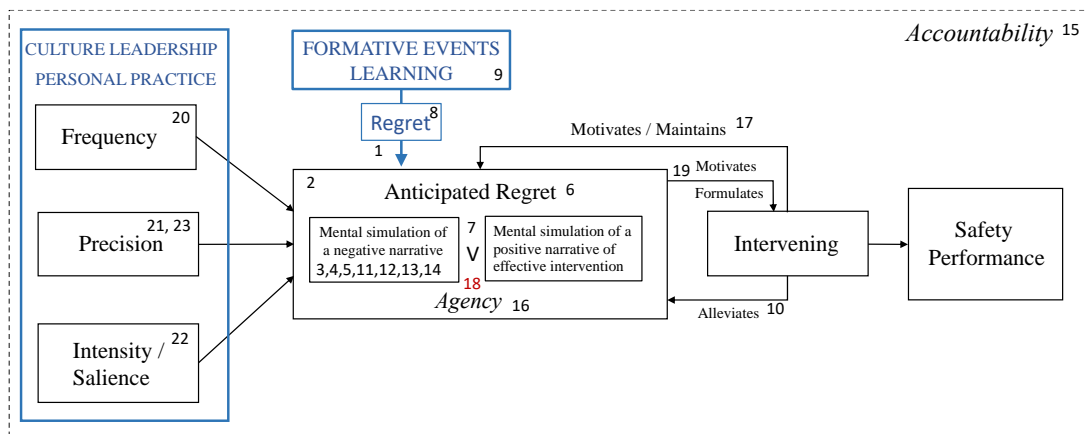 Accountability 15
CULTURE LEADERSHIP
PERSONAL PRACTICE
FORMATIVE EVENTS
LEARNING 9
Frequency 20
Regret 8
1
Motivates / Maintains 17
2
Anticipated Regret 6
19 Motivates
Formulates
Precision 21, 23
Mental simulation of
a negative narrative
3,4,5,11,12,13,14
7
V
18
Mental simulation of a
positive narrative of
effective intervention
Agency 16
Intervening
Safety
Performance
Alleviates 10
Intensity / 22
Salience